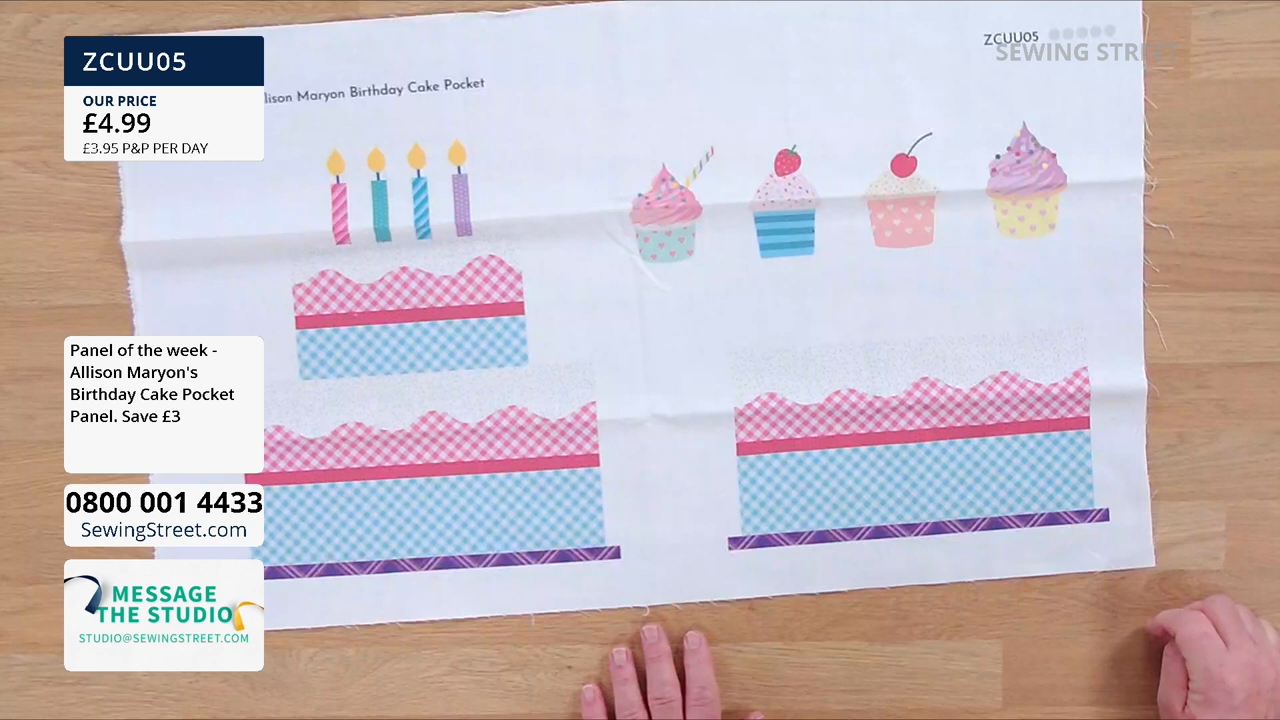 ZCUU05
OUR PRICE
£4.99
£3.95 P&P PER DAY
Panel of the week -
Allison Maryon's
Birthday Cake Pocket
Panel. Save £3
0800 001 4433
SewingStreet.com
MESSAGE
THE STUDIO
STUDIO@SEWINGSTREET.COM
lison Maryon Birthday Cake Pocket
ZCUU05
SEWING STREET